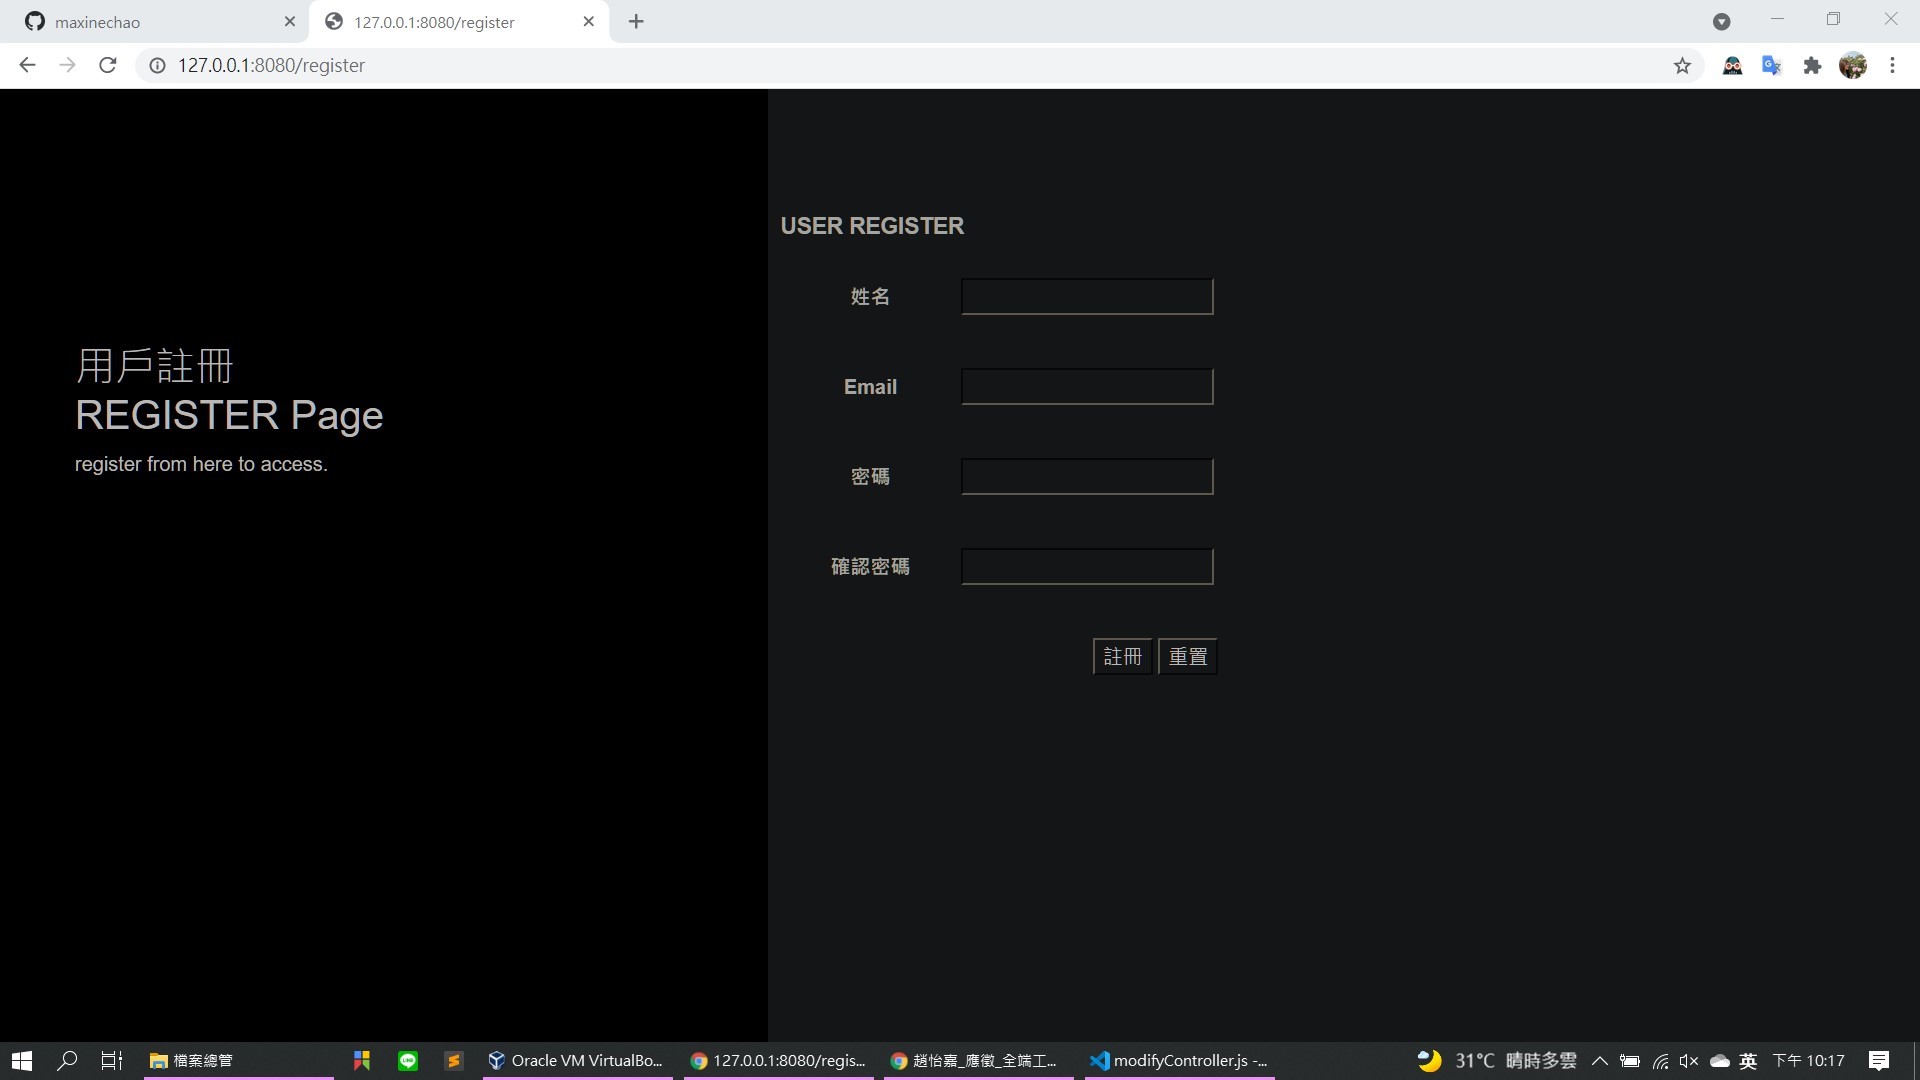 maxinechao
127.0.0.1:8080/register
127.0.0.1:8080/register
USER REGISTER
姓名
Email
密碼
確認密碼
註冊 重置
用戶註冊
REGISTER Page
register from here to access.
檔案總管
Oracle VM VirtualBo...
127.0.0.1:8080/regis...
趙怡嘉_應徵_全端工...
modifyController.js -...
31°C 晴時多雲
英
下午 10:17